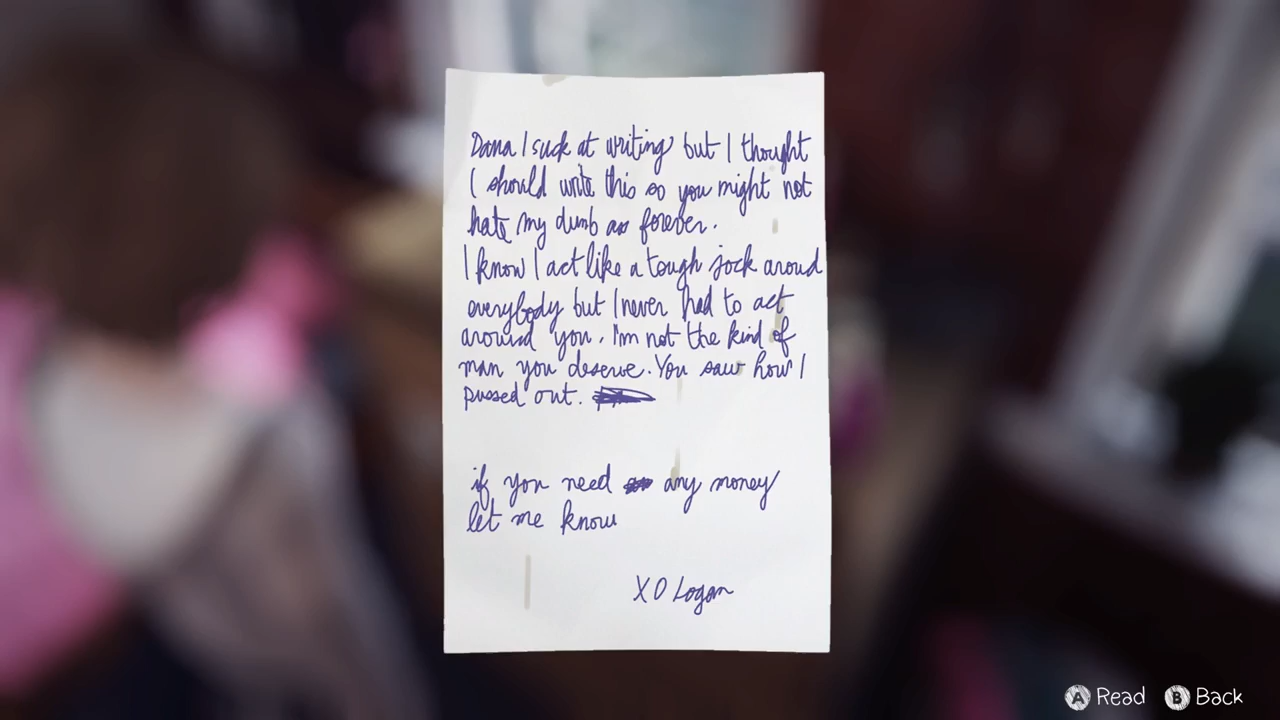 Dana I suck at writing but I thought
I should write this so you might not
hate my dumb ass forever.
I know I act like a tough jock aroud
everybody but I never had to act
around you. I'm not the kind of
man you deserve. You saw how I
pussed out.
if you need any money
let me know
XO Logan
A Read B Back